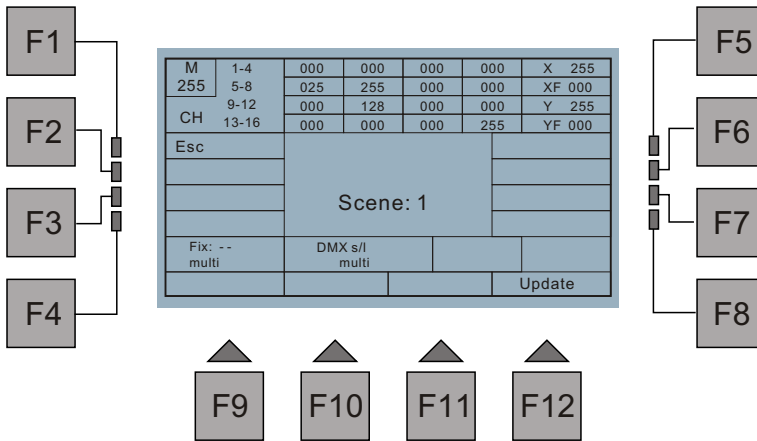 F1
F2
F3
F4
M 1-4 000 000 000 000 X 255
255 5-8 025 255 000 000 XF 000
9-12 000 128 000 000 Y 255
CH 13-16 000 000 000 255 YF 000
Esc
Scene: 1
Fix: -- DMX s/l
multi multi
Update
F5
F6
F7
F8
F9 F10 F11 F12